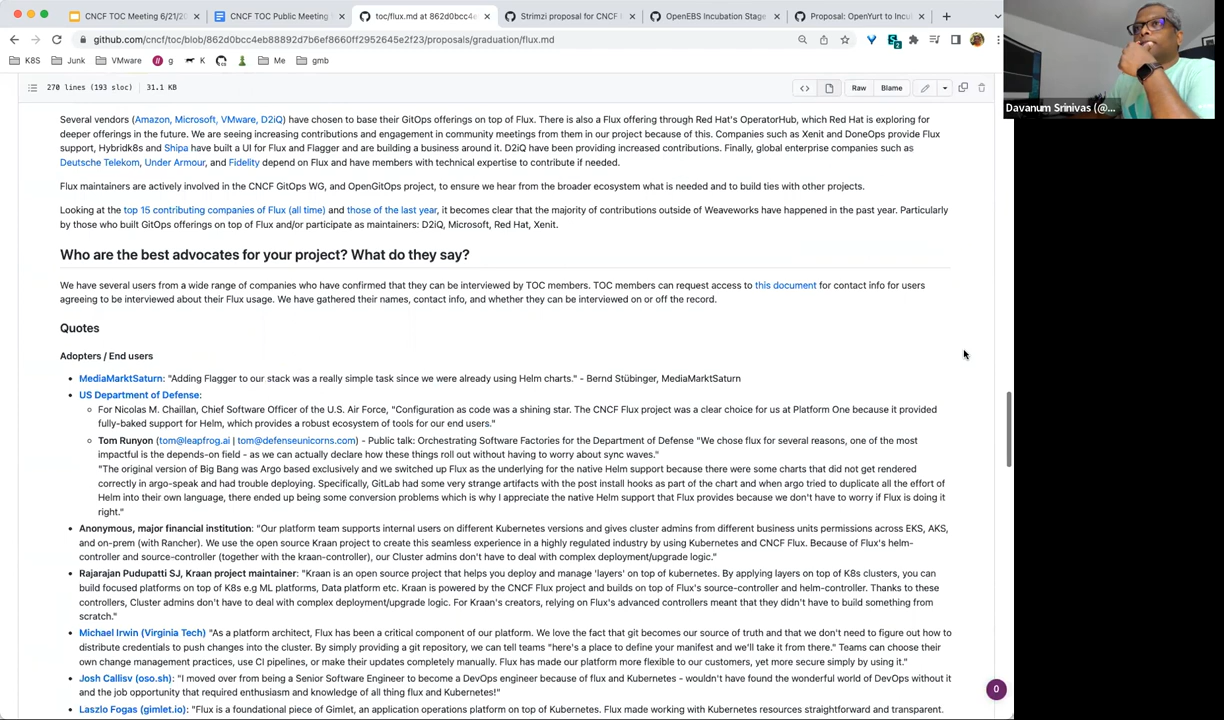 CNCF TOC Meeting 6/21/20
CNCF TOC Public Meeting
toc/flux.md at 862d0bcc4e
Strimzi proposal for CNCF
OpenEBS Incubation Stage
Proposal: OpenYurt to Incub
github.com/cncf/toc/blob/862d0bcc4eb88892d7b6ef8660ff2952645e2f23/proposals/graduation/flux.md
K8S
Junk
VMware
g
K
Me
gmb
Davanum Srinivas (@...
270 lines (193 sloc) 31.1 KB
Raw
Blame
Several vendors (Amazon, Microsoft, VMware, D2iQ) have chosen to base their GitOps offerings on top of Flux. There is also a Flux offering through Red Hat's OperatorHub, which Red Hat is exploring for
deeper offerings in the future. We are seeing increasing contributions and engagement in community meetings from them in our project because of this. Companies such as Xenit and DoneOps provide Flux
support, Hybridk8s and Shipa have built a UI for Flux and Flagger and are building a business around it. D2iQ have been providing increased contributions. Finally, global enterprise companies such as
Deutsche Telekom, Under Armour, and Fidelity depend on Flux and have members with technical expertise to contribute if needed.
Flux maintainers are actively involved in the CNCF GitOps WG, and OpenGitOps project, to ensure we hear from the broader ecosystem what is needed and to build ties with other projects.
Looking at the top 15 contributing companies of Flux (all time) and those of the last year, it becomes clear that the majority of contributions outside of Weaveworks have happened in the past year. Particularly
by those who built GitOps offerings on top of Flux and/or participate as maintainers: D2iQ, Microsoft, Red Hat, Xenit.
Who are the best advocates for your project? What do they say?
We have several users from a wide range of companies who have confirmed that they can be interviewed by TOC members. TOC members can request access to this document for contact info for users
agreeing to be interviewed about their Flux usage. We have gathered their names, contact info, and whether they can be interviewed on or off the record.
Quotes
Adopters / End users
MediaMarktSaturn: "Adding Flagger to our stack was a really simple task since we were already using Helm charts." - Bernd Stübinger, MediaMarktSaturn
US Department of Defense:
For Nicolas M. Chaillan, Chief Software Officer of the U.S. Air Force, "Configuration as code was a shining star. The CNCF Flux project was a clear choice for us at Platform One because it provided
fully-baked support for Helm, which provides a robust ecosystem of tools for our end users."
Tom Runyon (tom@leapfrog.ai | tom@defenseunicorns.com) - Public talk: Orchestrating Software Factories for the Department of Defense "We chose flux for several reasons, one of the most
impactful is the depends-on field - as we can actually declare how these things roll out without having to worry about sync waves."
"The original version of Big Bang was Argo based exclusively and we switched up Flux as the underlying for the native Helm support because there were some charts that did not get rendered
correctly in argo-speak and had trouble deploying. Specifically, GitLab had some very strange artifacts with the post install hooks as part of the chart and when argo tried to duplicate all the effort of
Helm into their own language, there ended up being some conversion problems which is why I appreciate the native Helm support that Flux provides because we don't have to worry if Flux is doing it
right."
Anonymous, major financial institution: "Our platform team supports internal users on different Kubernetes versions and gives cluster admins from different business units permissions across EKS, AKS,
and on-prem (with Rancher). We use the open source Kraan project to create this seamless experience in a highly regulated industry by using Kubernetes and CNCF Flux. Because of Flux's helm-
controller and source-controller (together with the kraan-controller), our Cluster admins don't have to deal with complex deployment/upgrade logic."
Rajarajan Pudupatti SJ, Kraan project maintainer: "Kraan is an open source project that helps you deploy and manage 'layers' on top of kubernetes. By applying layers on top of K8s clusters, you can
build focused platforms on top of K8s e.g ML platforms, Data platform etc. Kraan is powered by the CNCF Flux project and builds on top of Flux's source-controller and helm-controller. Thanks to these
controllers, Cluster admins don't have to deal with complex deployment/upgrade logic. For Kraan's creators, relying on Flux's advanced controllers meant that they didn't have to build something from
scratch."
Michael Irwin (Virginia Tech) "As a platform architect, Flux has been a critical component of our platform. We love the fact that git becomes our source of truth and that we don't need to figure out how to
distribute credentials to push changes into the cluster. By simply providing a git repository, we can tell teams "here's a place to define your manifest and we'll take it from there." Teams can choose their
own change management practices, use CI pipelines, or make their updates completely manually. Flux has made our platform more flexible to our customers, yet more secure simply by using it."
Josh Callisv (oso.sh): "I moved over from being a Senior Software Engineer to become a DevOps engineer because of flux and Kubernetes - wouldn't have found the wonderful world of DevOps without it
and the job opportunity that required enthusiasm and knowledge of all thing flux and Kubernetes!"
0
Laszlo Fogas (gimlet.io): "Flux is a foundational piece of Gimlet, an application operations platform on top of Kubernetes. Flux made working with Kubernetes resources straightforward and transparent.